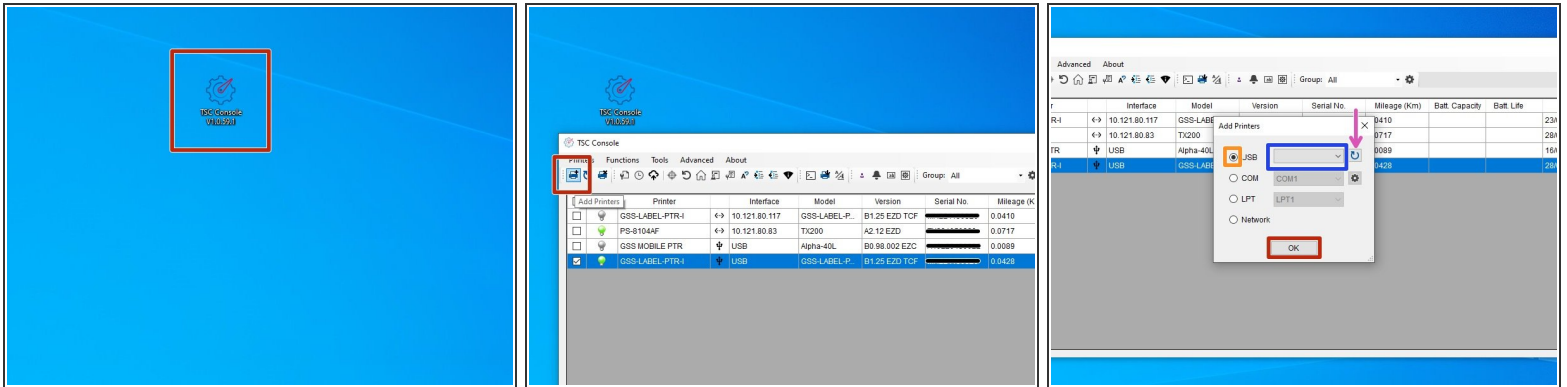 TSC Console
V1.0.59.1
TSC Console
V1.0.59.1
TSC Console
Printers Functions Tools Advanced About
Group: All
Add Printers Printer Interface Model Version Serial No. Mileage (K
GSS-LABEL-PTR-I 10.121.80.117 GSS-LABEL-P... B1.25 EZD TCF 0.0410
PS-8104AF 10.121.80.83 TX200 A2.12 EZD 0.0717
GSS MOBILE PTR USB Alpha-40L B0.98.002 EZC 0.0089
GSS-LABEL-PTR-I USB GSS-LABEL-P... B1.25 EZD TCF 0.0428
Advanced About
Group: All
r Interface Model Version Serial No. Mileage (Km) Batt. Capacity Batt. Life
R-I 10.121.80.117 GSS-LABE 0410 23/
10.121.80.83 TX200 0717 28/
TR USB Alpha-40L 0089 16/
R-I USB GSS-LABE 0428 28/
Add Printers
USB
COM COM1
LPT LPT1
Network
OK